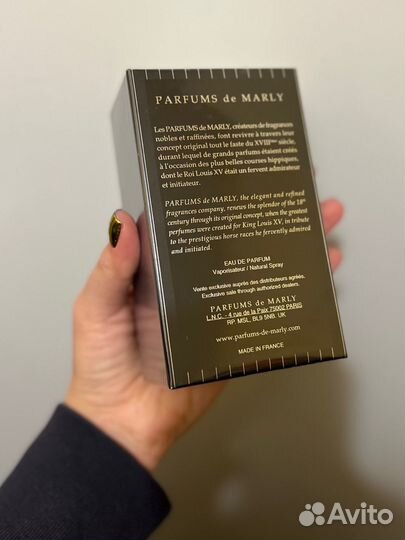 PARFUMS de MARLY
Les PARFUMS de MARLY, créateurs de fragrances
nobles et raffinées, font revivre à travers leur
concept original tout le faste du XVIIIème siècle,
durant lequel de grands parfums étaient créés
à l'occasion des plus belles courses hippiques,
dont le Roi Louis XV était un fervent admirateur
et initiateur.
PARFUMS de MARLY, the elegant and refined
fragrances company, renews the splendor of the 18th
century through its original concept, when the greatest
perfumes were created for King Louis XV, in tribute
to the prestigious horse races he fervently admired
and initiated.
EAU DE PARFUM
Vaporisateur / Natural Spray
Vente exclusive auprès des distributeurs agréés.
Exclusive sale through authorized dealers.
PARFUMS de MARLY
L.N.C. - 4 rue de la Paix 75002 PARIS
RP. MSL. BL9 5NB. UK
www.parfums-de-marly.com
MADE IN FRANCE
Avito